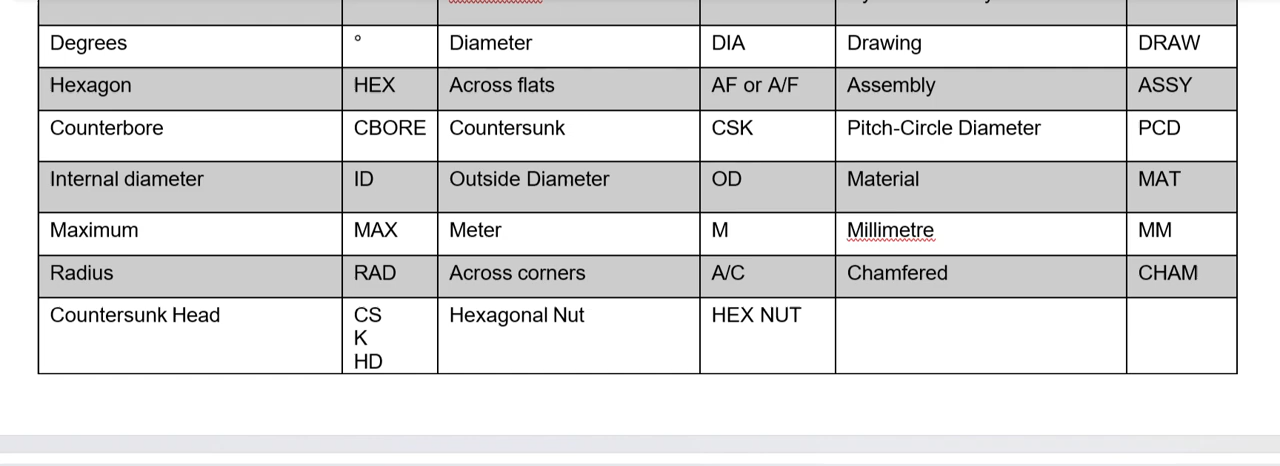 Degrees ° Diameter DIA Drawing DRAW
Hexagon HEX Across flats AF or A/F Assembly ASSY
Counterbore CBORE Countersunk CSK Pitch-Circle Diameter PCD
Internal diameter ID Outside Diameter OD Material MAT
Maximum MAX Meter M Millimetre MM
Radius RAD Across corners A/C Chamfered CHAM
Countersunk Head CS Hexagonal Nut HEX NUT
K
HD